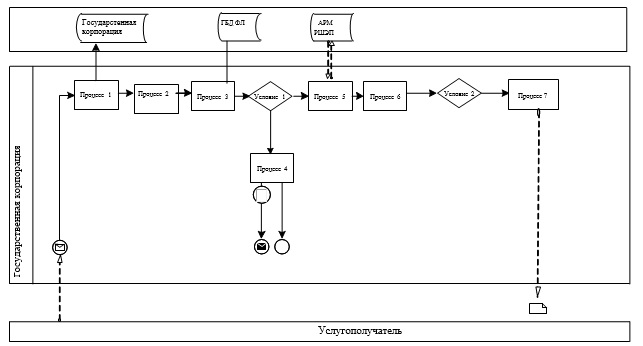 Государстенная
корпорация
ГБД ФЛ
АРМ
РШЭП
Процесс 1
Процесс 2
Процесс 3
Условие 1
Процесс 5
Процесс 6
Условие 2
Процесс 7
Процесс 4
Государственная корпорация
Услугополучатель